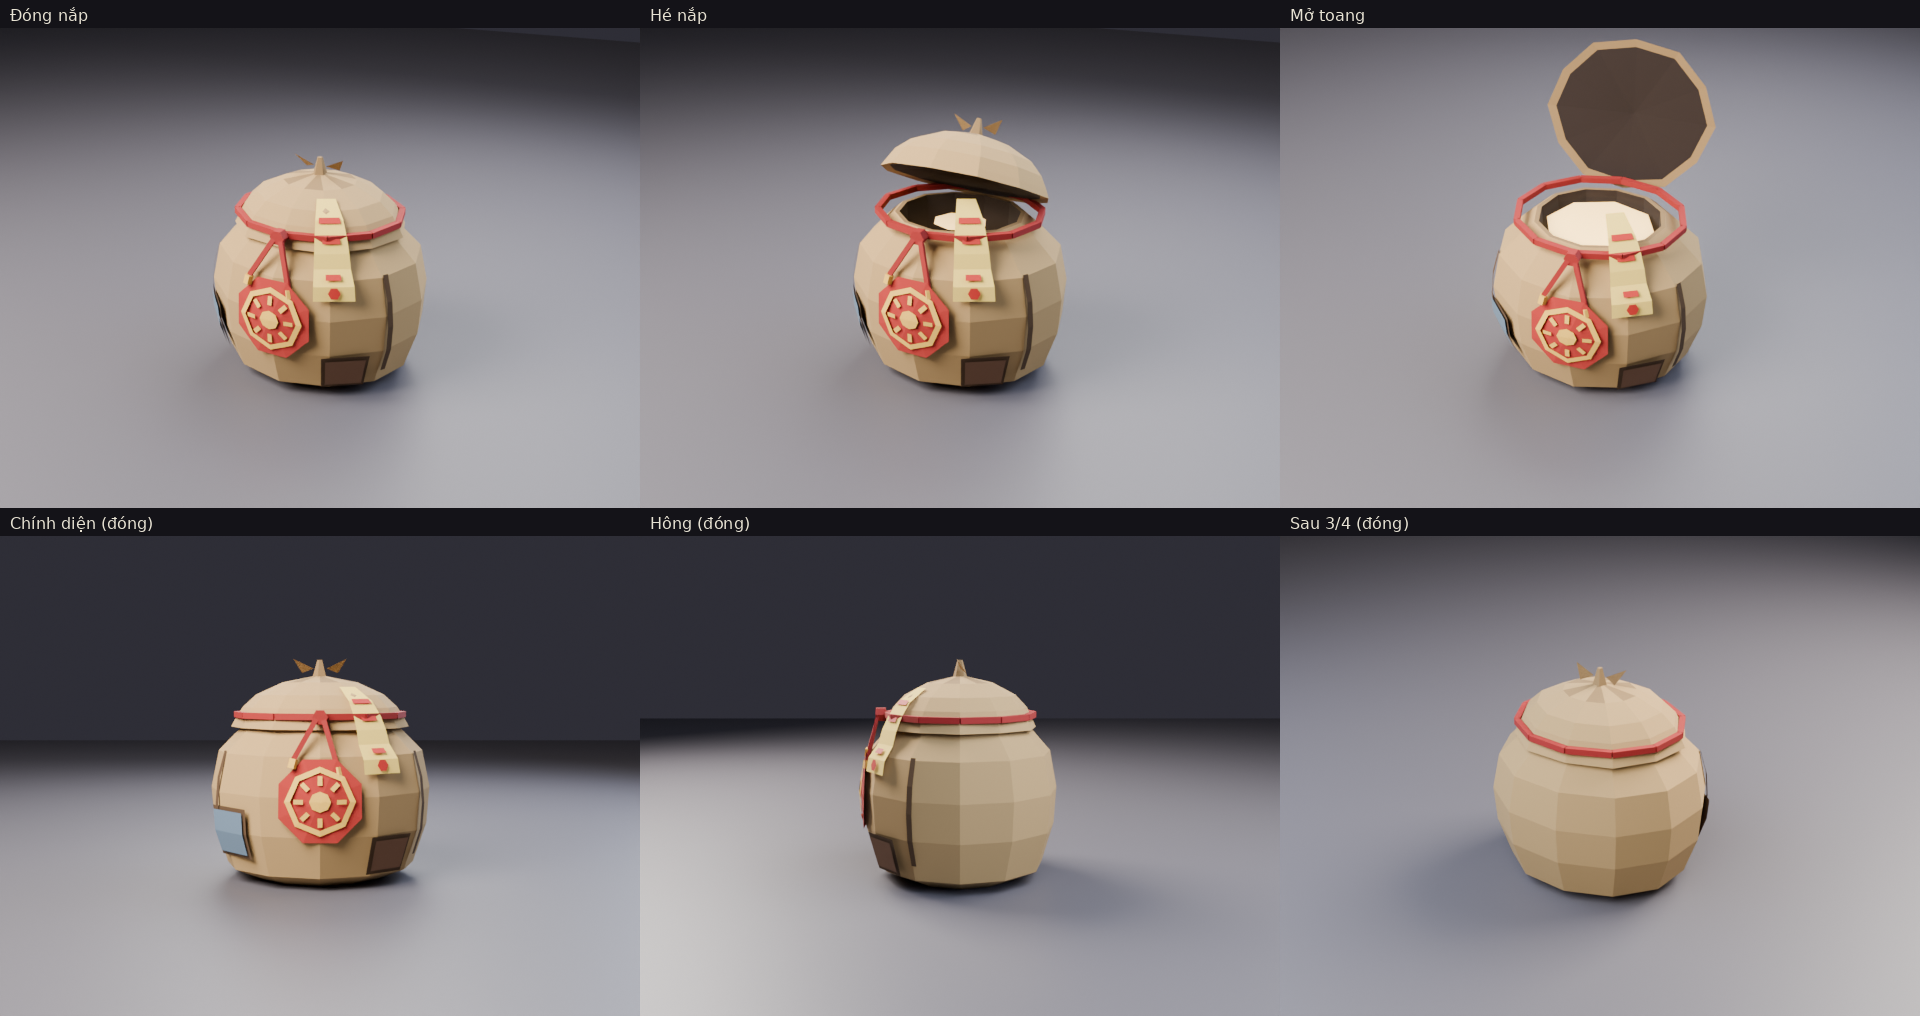 Đóng nắp
Hé nắp
Mở toang
Chính diện (đóng)
Hông (đóng)
Sau 3/4 (đóng)